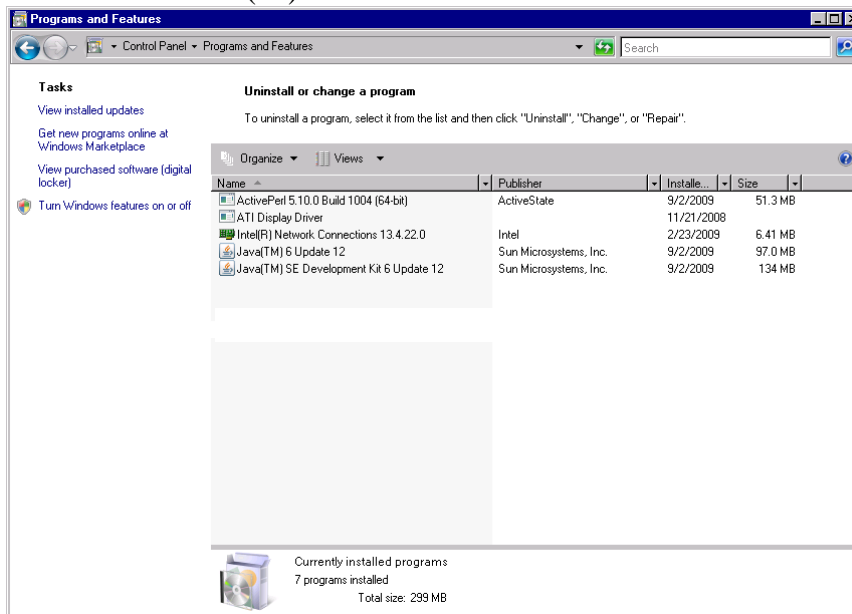 Programs and Features
Control Panel Programs and Features Search
Tasks
View installed updates
Get new programs online at
Windows Marketplace
View purchased software (digital
locker)
Turn Windows features on or off
Uninstall or change a program
To uninstall a program, select it from the list and then click "Uninstall", "Change", or "Repair".
Organize Views
Name Publisher Installe... Size
ActivePerl 5.10.0 Build 1004 (64-bit) ActiveState 9/2/2009 51.3 MB
ATI Display Driver 11/21/2008
Intel(R) Network Connections 13.4.22.0 Intel 2/23/2009 6.41 MB
Java(TM) 6 Update 12 Sun Microsystems, Inc. 9/2/2009 97.0 MB
Java(TM) SE Development Kit 6 Update 12 Sun Microsystems, Inc. 9/2/2009 134 MB
Currently installed programs
7 programs installed
Total size: 299 MB